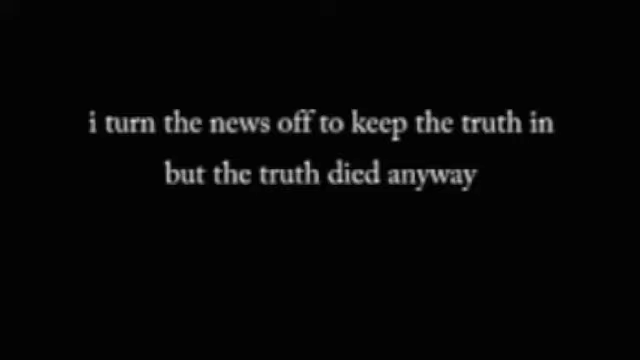 i turn the news off to keep the truth in
but the truth died anyway